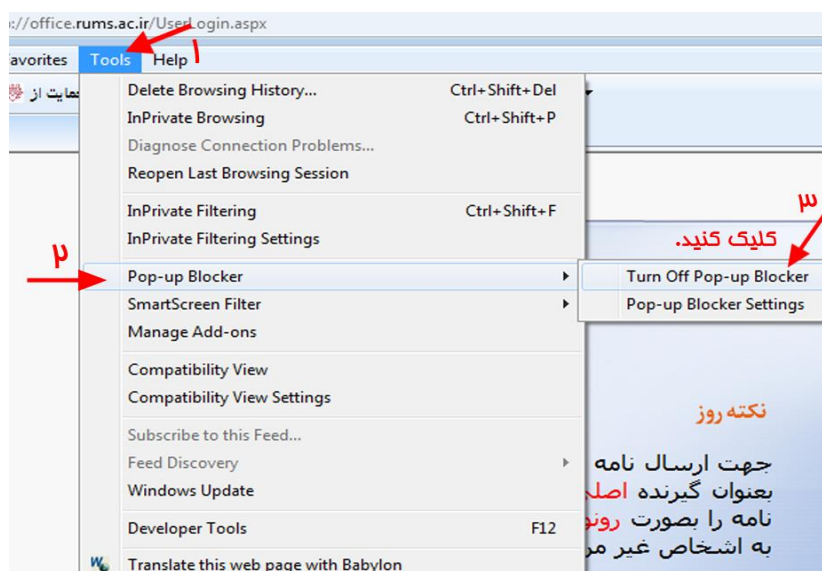 ://office.rums.ac.ir/UserLogin.aspx
Favorites Tools Help ۱
حمایت از
Delete Browsing History... Ctrl+Shift+Del
InPrivate Browsing Ctrl+Shift+P
Diagnose Connection Problems...
Reopen Last Browsing Session
InPrivate Filtering Ctrl+Shift+F
InPrivate Filtering Settings
۳
کلیک کنید.
۲
Pop-up Blocker
Turn Off Pop-up Blocker
SmartScreen Filter
Pop-up Blocker Settings
Manage Add-ons
Compatibility View
Compatibility View Settings
Subscribe to this Feed...
Feed Discovery
Windows Update
Developer Tools F12
Translate this web page with Babylon
نکته روز
جهت ارسال نامه
بعنوان گیرنده
نامه را بصورت
به اشخاص غیر